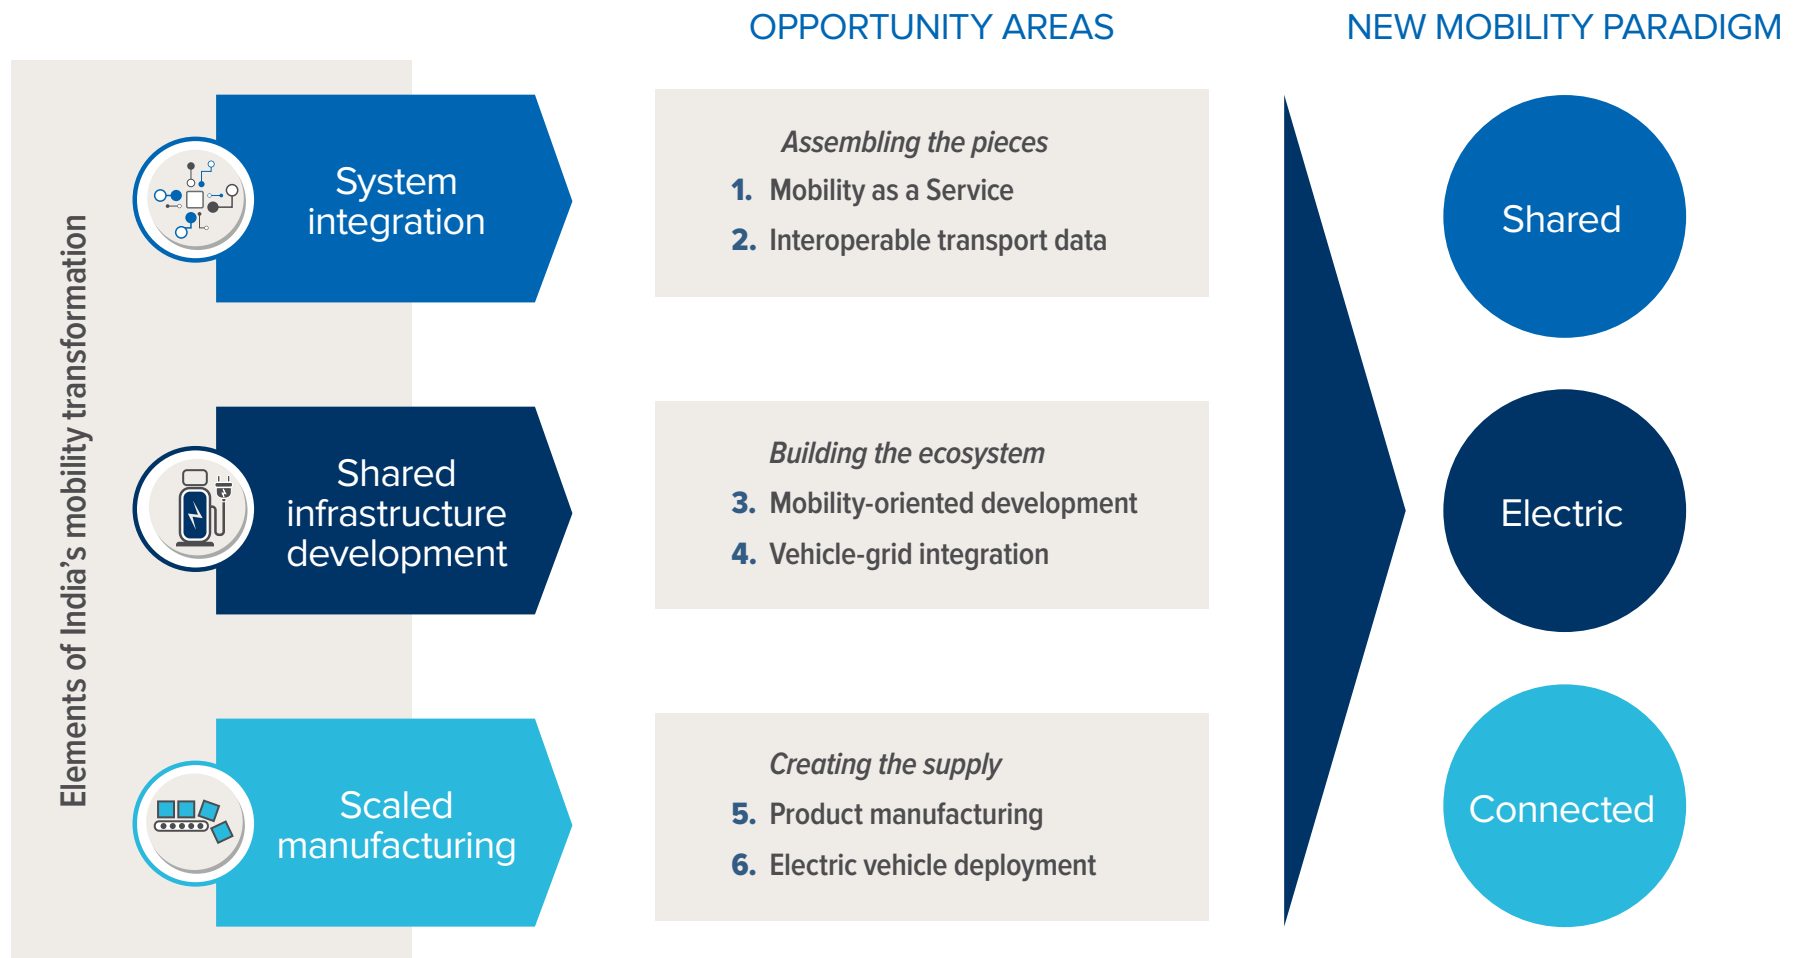 OPPORTUNITY AREAS
NEW MOBILITY PARADIGM
Elements of India’s mobility transformation
System
integration
Assembling the pieces
1. Mobility as a Service
2. Interoperable transport data
Shared
infrastructure
development
Building the ecosystem
3. Mobility-oriented development
4. Vehicle-grid integration
Scaled
manufacturing
Creating the supply
5. Product manufacturing
6. Electric vehicle deployment
Shared
Electric
Connected